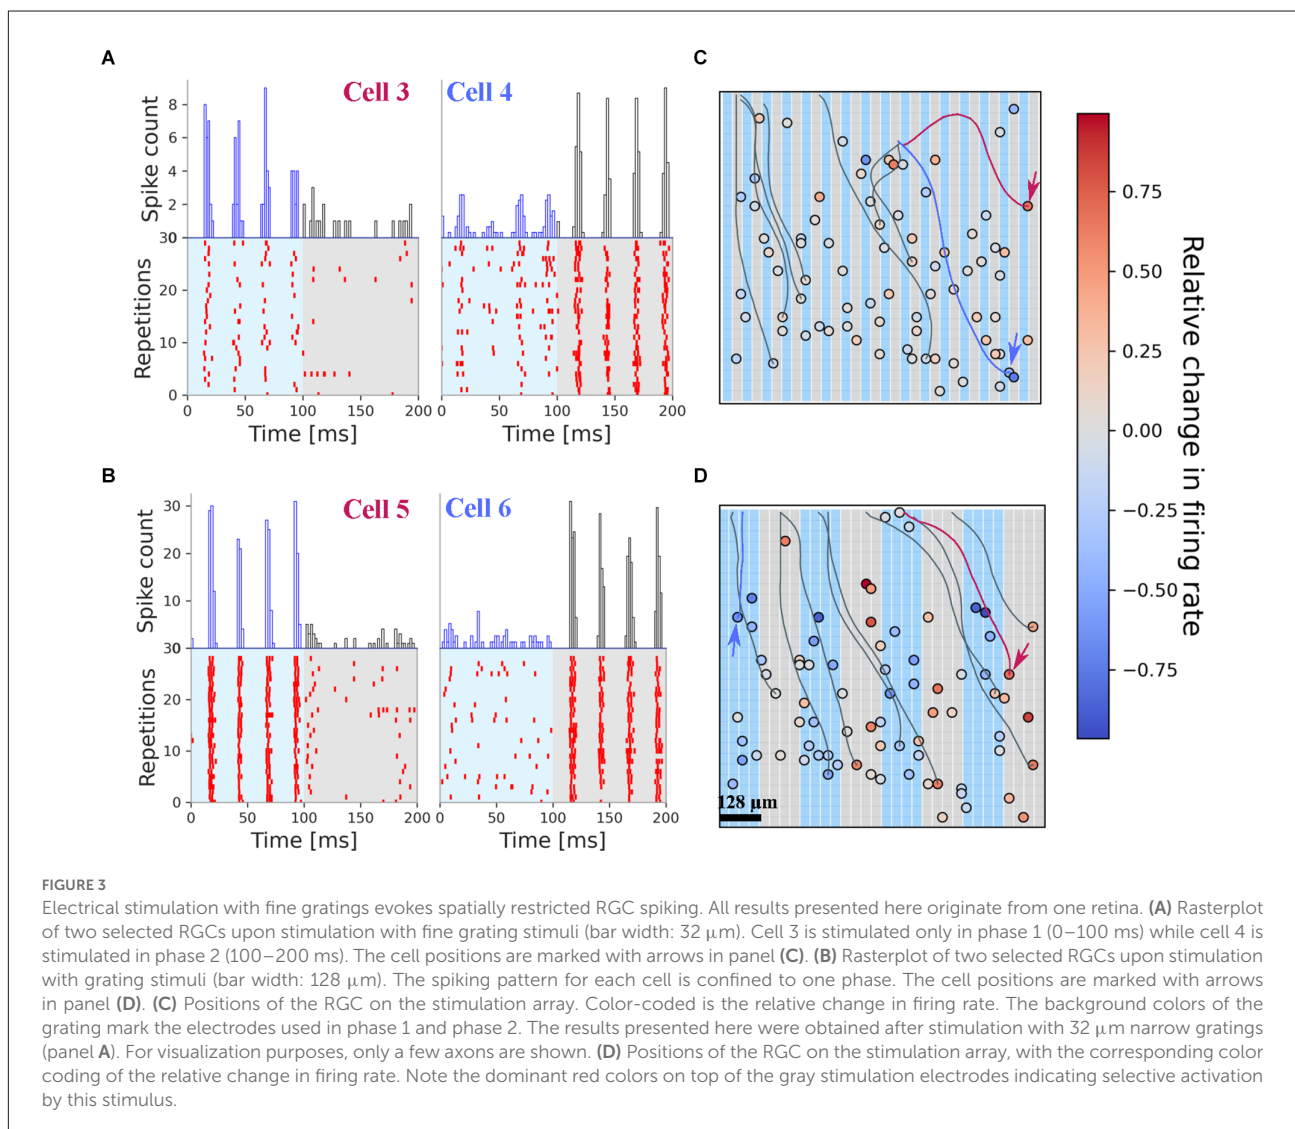 A
Cell 3
Cell 4
Spike count
8
6
4
2
0
Repetitions
30
20
10
0
0 50 100 150 200
0 50 100 150 200
Time [ms]
Time [ms]
C
B
Cell 5
Cell 6
Spike count
30
20
10
0
Repetitions
30
20
10
0
0 50 100 150 200
0 50 100 150 200
Time [ms]
Time [ms]
D
128 µm
0.75
0.50
0.25
0.00
−0.25
−0.50
−0.75
Relative change in firing rate
FIGURE 3
Electrical stimulation with fine gratings evokes spatially restricted RGC spiking. All results presented here originate from one retina. (A) Rasterplot
of two selected RGCs upon stimulation with fine grating stimuli (bar width: 32 µm). Cell 3 is stimulated only in phase 1 (0–100 ms) while cell 4 is
stimulated in phase 2 (100–200 ms). The cell positions are marked with arrows in panel (C). (B) Rasterplot of two selected RGCs upon stimulation
with grating stimuli (bar width: 128 µm). The spiking pattern for each cell is confined to one phase. The cell positions are marked with arrows
in panel (D). (C) Positions of the RGC on the stimulation array. Color-coded is the relative change in firing rate. The background colors of the
grating mark the electrodes used in phase 1 and phase 2. The results presented here were obtained after stimulation with 32 µm narrow gratings
(panel A). For visualization purposes, only a few axons are shown. (D) Positions of the RGC on the stimulation array, with the corresponding color
coding of the relative change in firing rate. Note the dominant red colors on top of the gray stimulation electrodes indicating selective activation
by this stimulus.